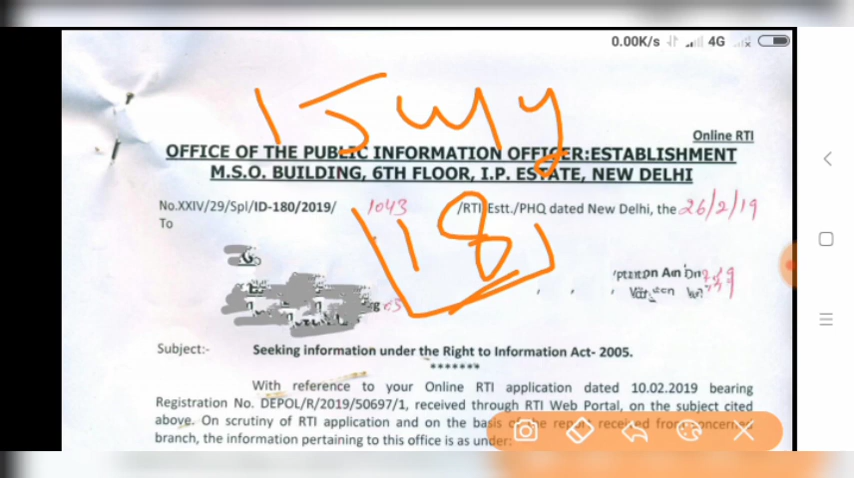 0.00K/s 4G
1 July
18
Online RTI
OFFICE OF THE PUBLIC INFORMATION OFFICER:ESTABLISHMENT
M.S.O. BUILDING, 6TH FLOOR, I.P. ESTATE, NEW DELHI
No.XXIV/29/Spl/ID-180/2019/ 1043 /RTI Estt./PHQ dated New Delhi, the 26/2/19
To
Subject:- Seeking information under the Right to Information Act- 2005.
*******
With reference to your Online RTI application dated 10.02.2019 bearing
Registration No. DEPOL/R/2019/50697/1, received through RTI Web Portal, on the subject cited
above. On scrutiny of RTI application and on the basis of the report received from concerned
branch, the information pertaining to this office is as under: